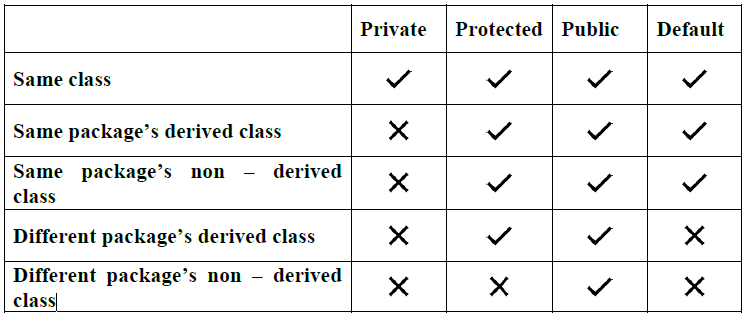 Private Protected Public Default
Same class ✓ ✓ ✓ ✓
Same package’s derived class ✕ ✓ ✓ ✓
Same package’s non – derived
class ✕ ✓ ✓ ✓
Different package’s derived class ✕ ✓ ✓ ✕
Different package’s non – derived
class ✕ ✕ ✓ ✕